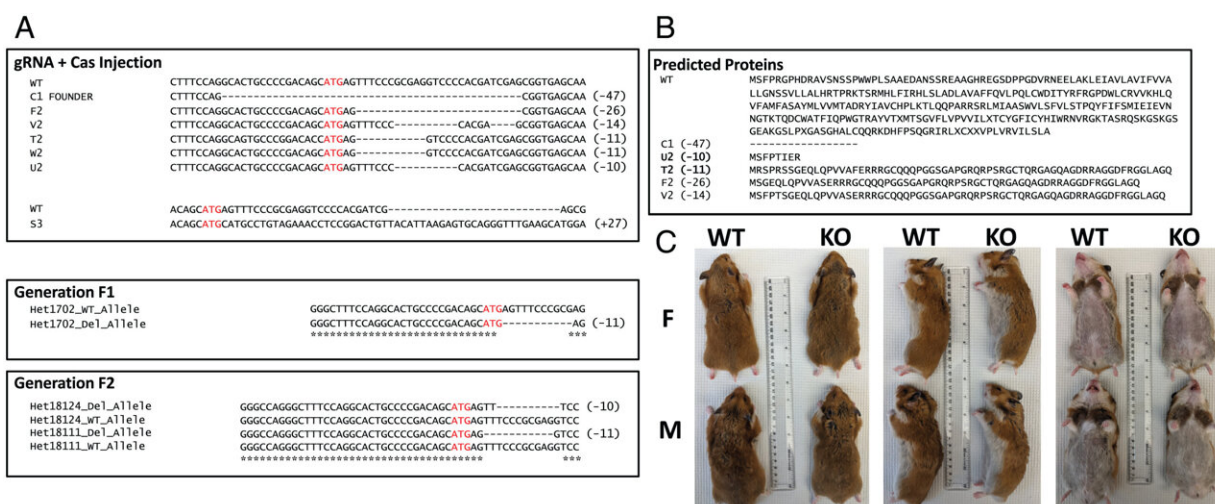 A
gRNA + Cas Injection
WT CTTTCCAGGCACTGCCCCGACAGCATGAGTTTCCCGCGAGGTCCCCACGATCGAGCGGTGAGCAA
C1 FOUNDER CTTTCCAG-----------------------------------------------CGGTGAGCAA (-47)
F2 CTTTCCAGGCACTGCCCCGACAGCATGAG--------------------------CGGTGAGCAA (-26)
V2 CTTTCCAGGCACTGCCCCGACAGCATGAGTTTCCC---------CACGA-----GCGGTGAGCAA (-14)
T2 CTTTCCAGGCAGTGCCCGGACACCATGAG-----------GTCCCCACGATCGAGCGGTGAGCAA (-11)
W2 CTTTCCAGGCACTGCCCCGACAGCATGAG-----------GTCCCCACGATCGAGCGGTGAGCAA (-11)
U2 CTTTCCAGGCACTGCCCCGACAGCATGAGTTTCCC----------CACGATCGAGCGGTGAGCAA (-10)
WT ACAGCATGAGTTTCCCGCGAGGTCCCCACGATCG---------------------------AGCG
S3 ACAGCATGCATGCCTGTAGAAACCTCCGGACTGTTACATTAAGAGTGCAGGGTTTGAAGCATGGA (+27)
Generation F1
Het1702_WT_Allele GGGCTTTCCAGGCACTGCCCCGACAGCATGAGTTTCCCGCGAG
Het1702_Del_Allele GGGCTTTCCAGGCACTGCCCCGACAGCATG-----------AG (-11)
****************************** ***
Generation F2
Het18124_Del_Allele GGGCCAGGGCTTTCCAGGCACTGCCCCGACAGCATGAGTT----------TCC (-10)
Het18124_WT_Allele GGGCCAGGGCTTTCCAGGCACTGCCCCGACAGCATGAGTTTCCCGCGAGGTCC
Het18111_Del_Allele GGGCCAGGGCTTTCCAGGCACTGCCCCGACAGCATGAG-----------GTCC (-11)
Het18111_WT_Allele GGGCCAGGGCTTTCCAGGCACTGCCCCGACAGCATGAGTTTCCCGCGAGGTCC
************************************** ***
B
Predicted Proteins
WT MSFPRGPHDRAVSNSSPWWPLSAAEDANSSREAAGHREGSDPPGDVRNEELAKLEIAVLAVIFVVA
LLGNSSVLLALHRTPRKTSRMHLFIRHLSLADLAVAFFQVLPQLCWDITYRFRGPDWLCRVVKHLQ
VFAMFASAYMLVVMTADRYIAVCHPLKTLQQPARRSRLMIAASWVLSFVLSTPQYFIFSMIEIEVN
NGTKTQDCWATFIQPWGTRAYVTXMTSGVFLVPVVILXTCYGFICYHIWRNVRGKTASRQSKGSKGS
GEAKGSLPXGASGHALCQQRKDHFPSQGRIRLXCXXVPLVRVILSLA
C1 (-47) ------------------
U2 (-10) MSFPTIER
T2 (-11) MRSPRSSGEQLQPVVAFERRRGCQQQPGGSGAPGRQRPSRGCTRQGAGQAGDRRAGGDFRGGLAGQ
F2 (-26) MSGEQLQPVVASERRRGCQQQPGGSGAPGRQRPSRGCTRQGAGQAGDRRAGGDFRGGLAGQ
V2 (-14) MSFPTSGEQLQPVVASERRRGCQQQPGGSGAPGRQRPSRGCTRQGAGQAGDRRAGGDFRGGLAGQ
C
WT KO WT KO WT KO
F
M